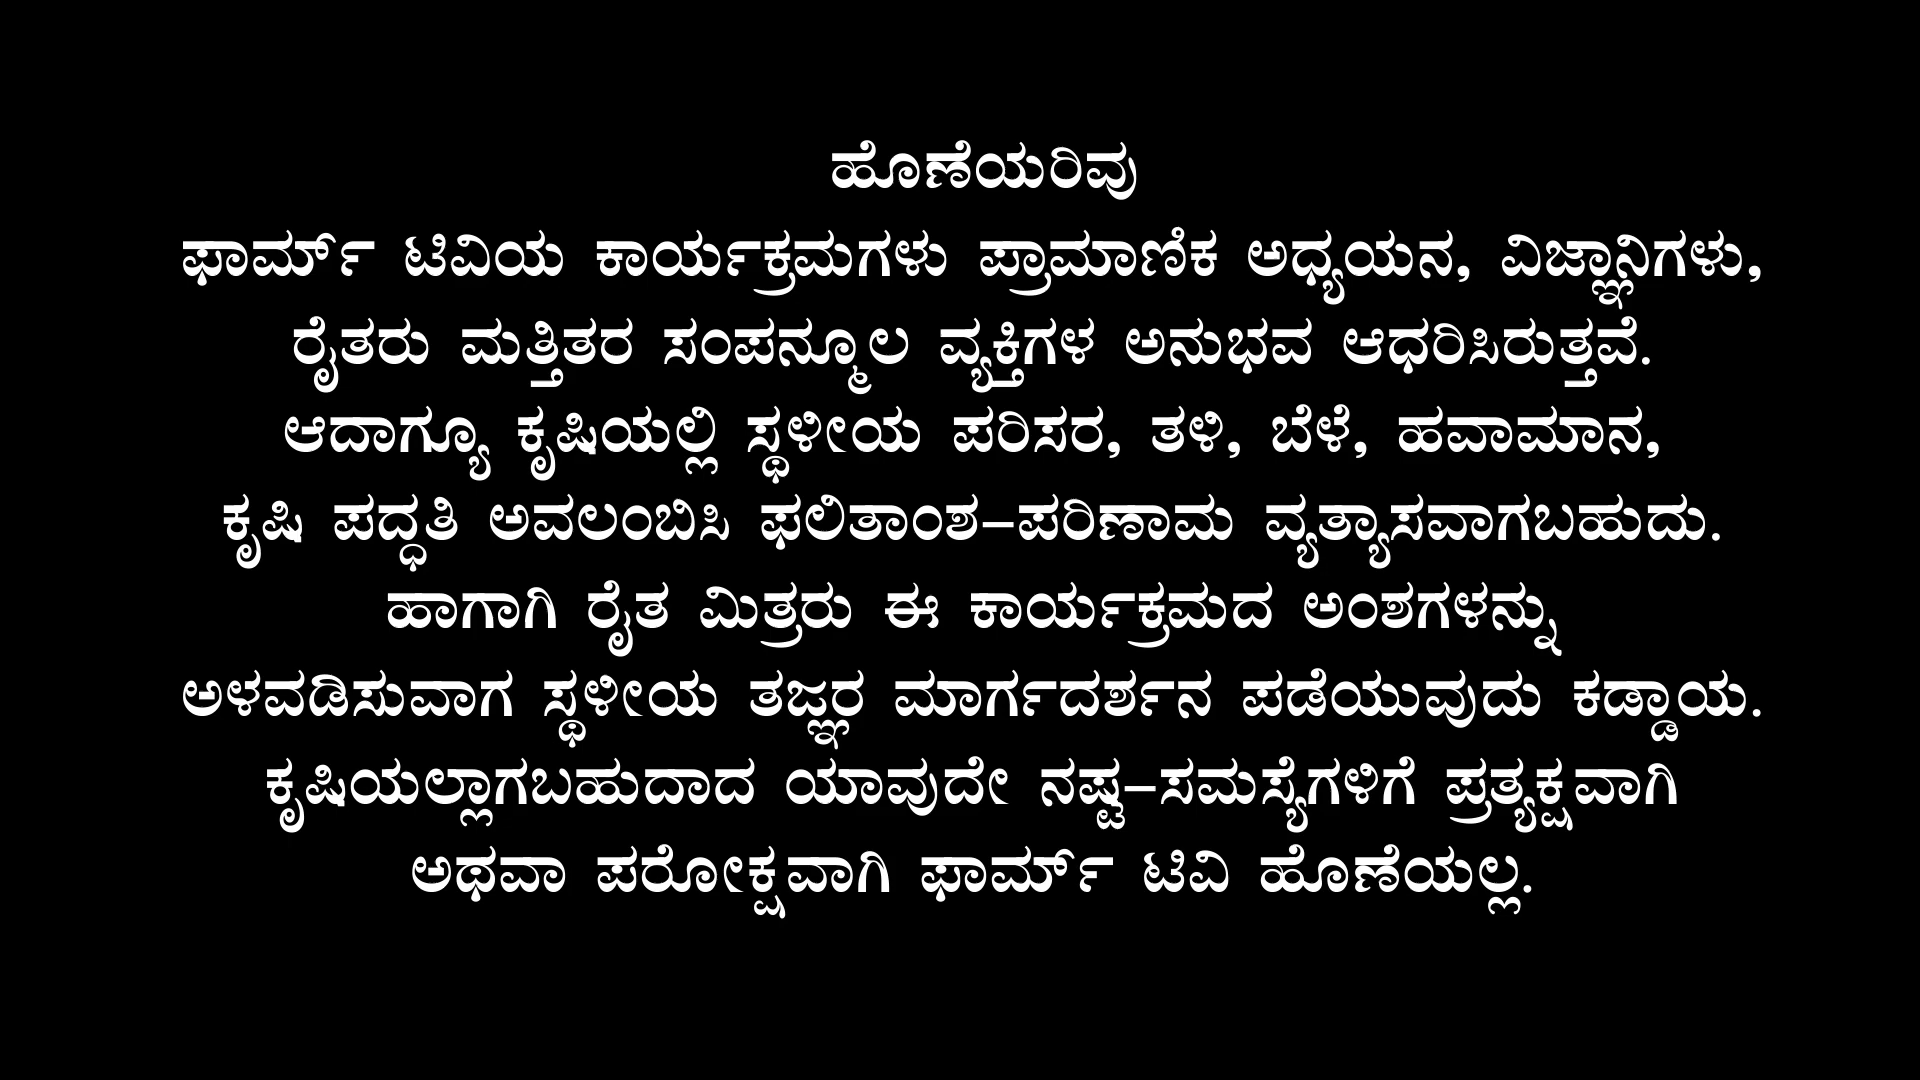 ಹೊಣೆಯರಿವು
ಫಾರ್ಮ್ ಟಿವಿಯ ಕಾರ್ಯಕ್ರಮಗಳು ಪ್ರಾಮಾಣಿಕ ಅಧ್ಯಯನ, ವಿಜ್ಞಾನಿಗಳು,
ರೈತರು ಮತ್ತಿತರ ಸಂಪನ್ಮೂಲ ವ್ಯಕ್ತಿಗಳ ಅನುಭವ ಆಧರಿಸಿರುತ್ತವೆ.
ಆದಾಗ್ಯೂ ಕೃಷಿಯಲ್ಲಿ ಸ್ಥಳೀಯ ಪರಿಸರ, ತಳಿ, ಬೆಳೆ, ಹವಾಮಾನ,
ಕೃಷಿ ಪದ್ಧತಿ ಅವಲಂಬಿಸಿ ಫಲಿತಾಂಶ–ಪರಿಣಾಮ ವ್ಯತ್ಯಾಸವಾಗಬಹುದು.
ಹಾಗಾಗಿ ರೈತ ಮಿತ್ರರು ಈ ಕಾರ್ಯಕ್ರಮದ ಅಂಶಗಳನ್ನು
ಅಳವಡಿಸುವಾಗ ಸ್ಥಳೀಯ ತಜ್ಞರ ಮಾರ್ಗದರ್ಶನ ಪಡೆಯುವುದು ಕಡ್ಡಾಯ.
ಕೃಷಿಯಲ್ಲಾಗಬಹುದಾದ ಯಾವುದೇ ನಷ್ಟ–ಸಮಸ್ಯೆಗಳಿಗೆ ಪ್ರತ್ಯಕ್ಷವಾಗಿ
ಅಥವಾ ಪರೋಕ್ಷವಾಗಿ ಫಾರ್ಮ್ ಟಿವಿ ಹೊಣೆಯಲ್ಲ.